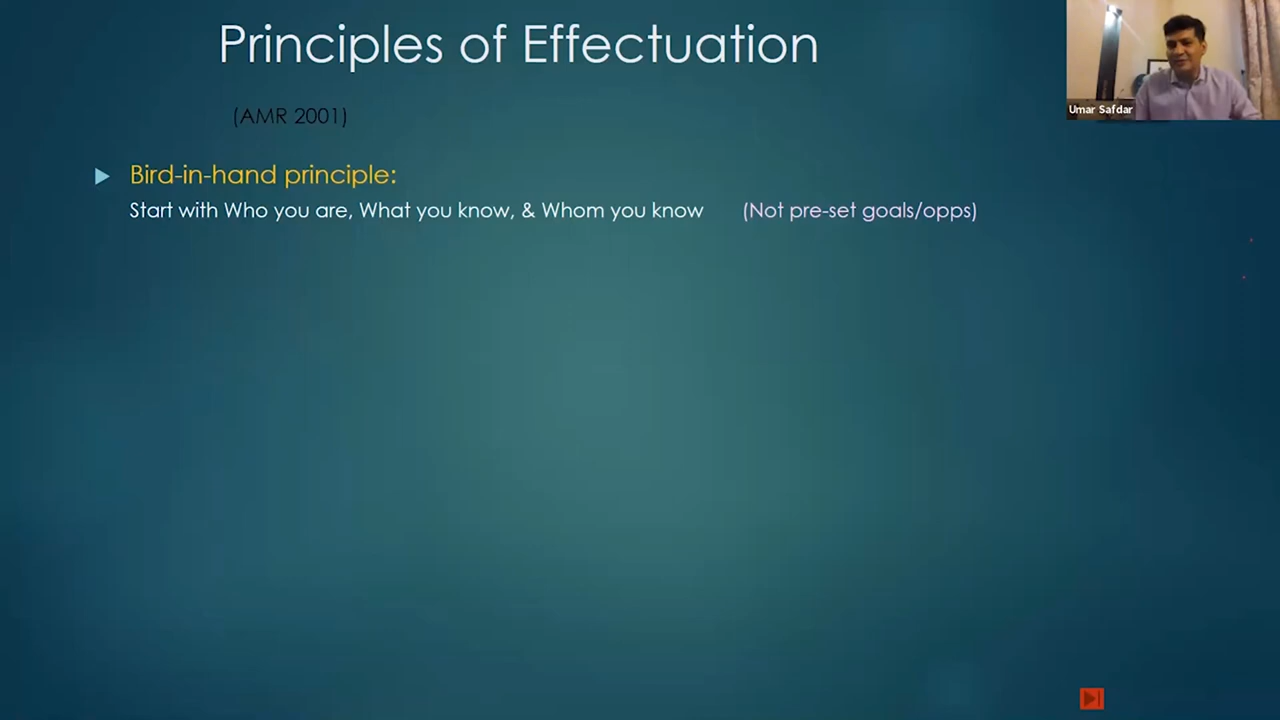 Principles of Effectuation
(AMR 2001)
Umar Safdar
Bird-in-hand principle:
Start with Who you are, What you know, & Whom you know (Not pre-set goals/opps)